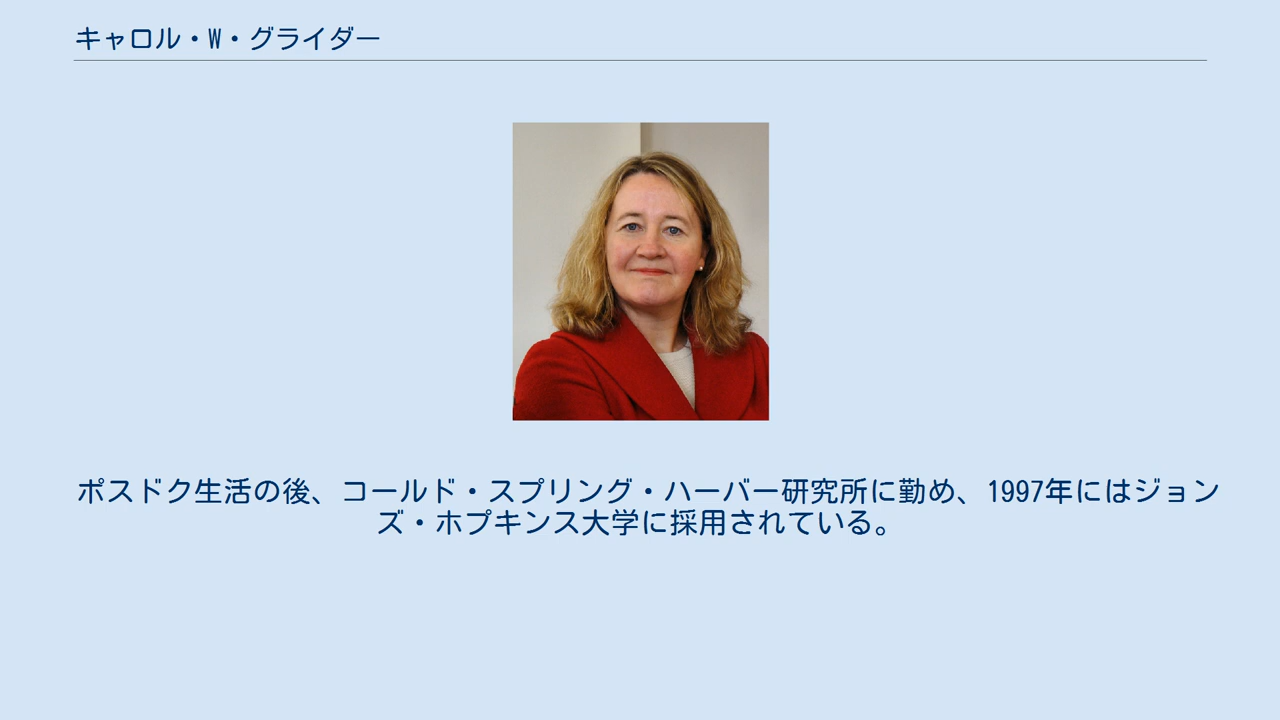 キャロル・W・グライダー
ポスドク生活の後、コールド・スプリング・ハーバー研究所に勤め、1997年にはジョン
ズ・ホプキンス大学に採用されている。